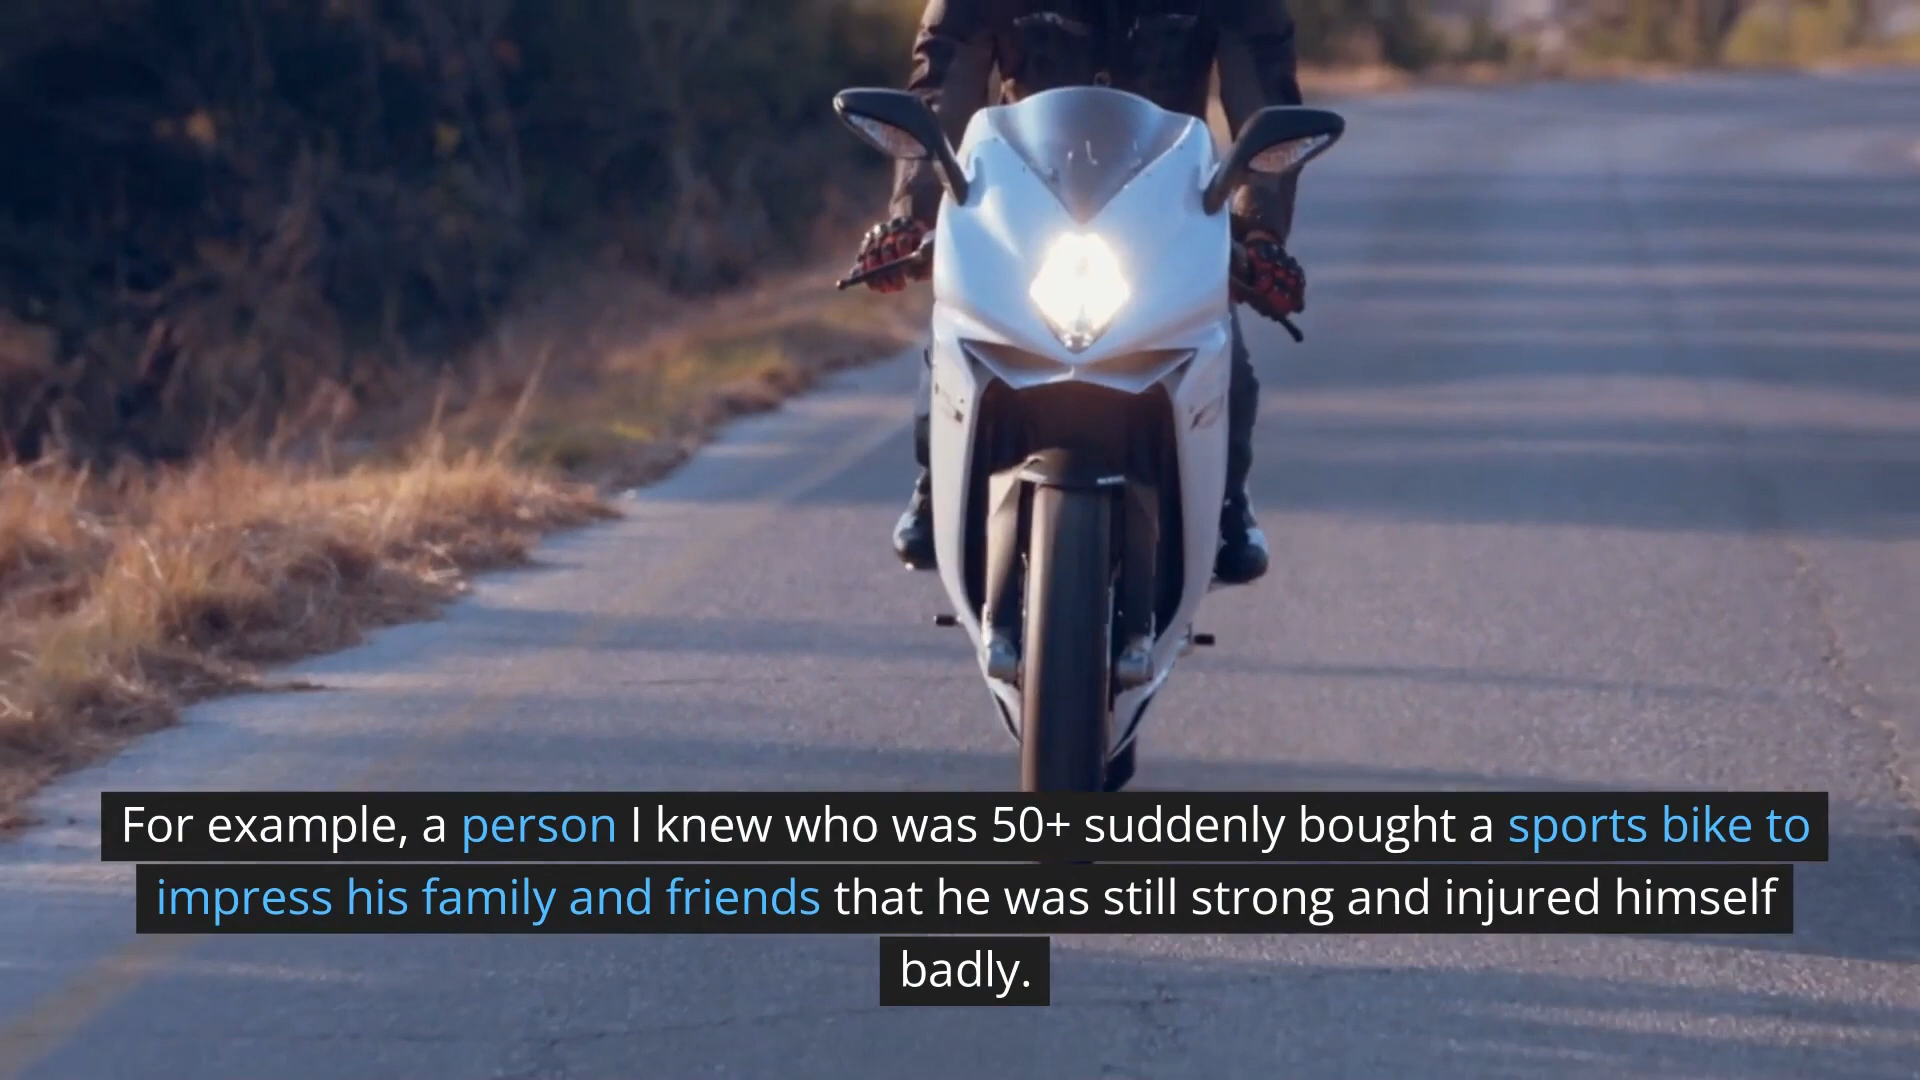 For example, a person I knew who was 50+ suddenly bought a sports bike to
impress his family and friends that he was still strong and injured himself
badly.